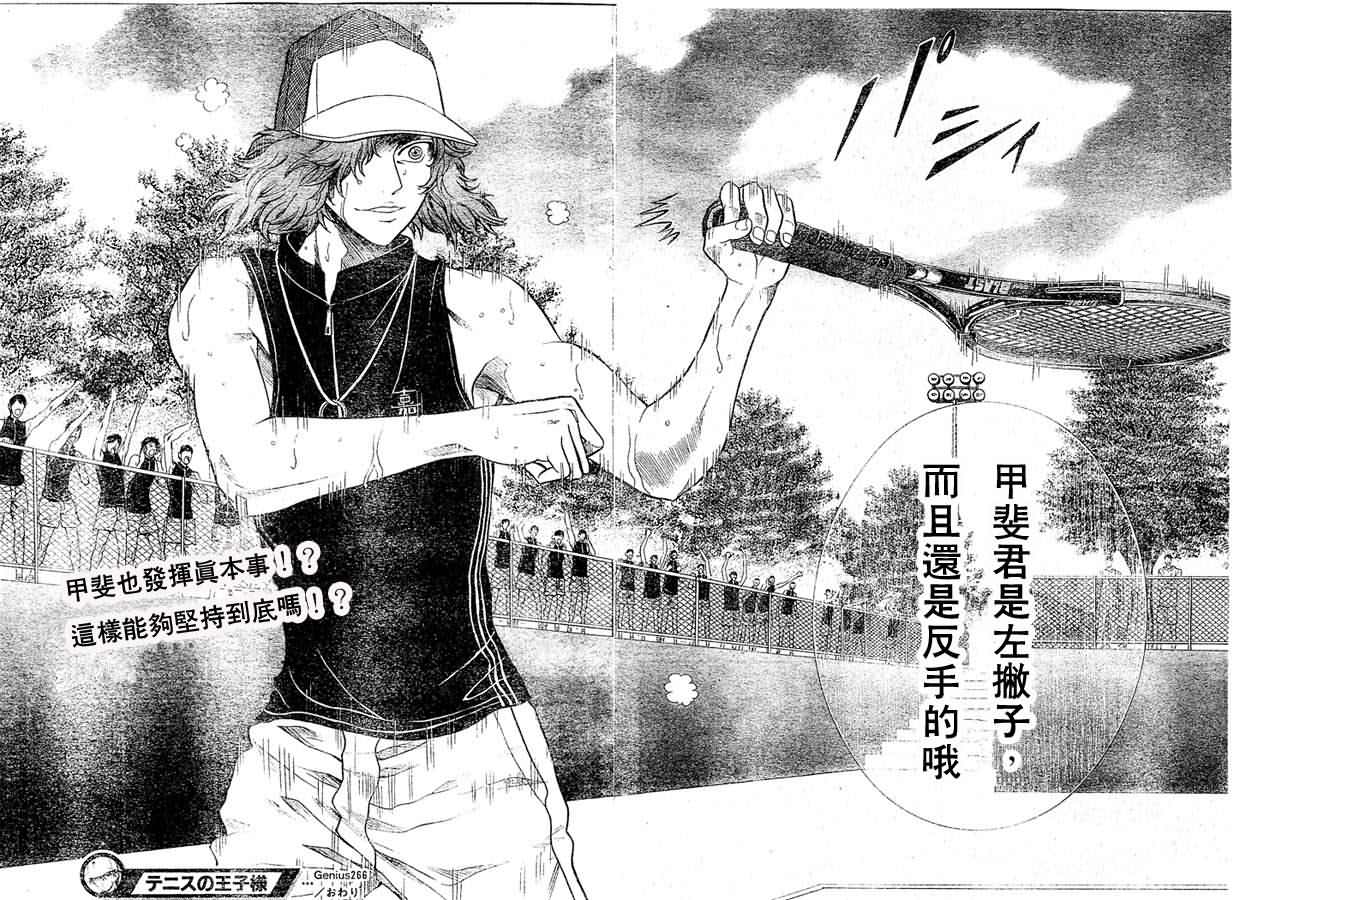 パシィ
甲斐君是左撇子，
而且還是反手的哦
甲斐也發揮眞本事！？
這樣能夠堅持到底嗎！？
テニスの王子様
… Genius266
／おわり